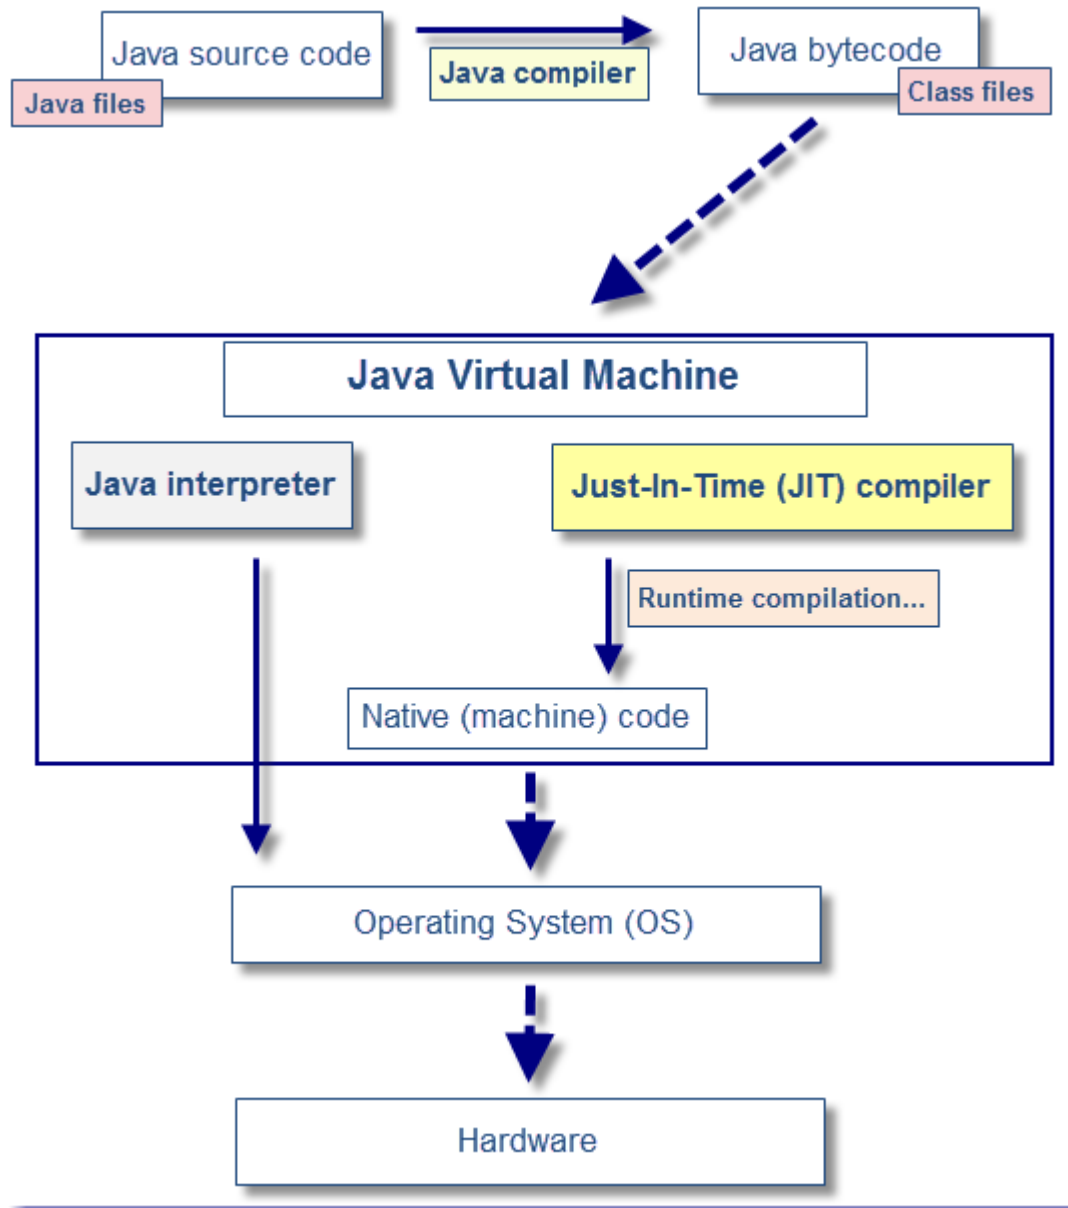 Java source code
Java files
Java compiler
Java bytecode
Class files
Java Virtual Machine
Java interpreter
Just-In-Time (JIT) compiler
Runtime compilation...
Native (machine) code
Operating System (OS)
Hardware